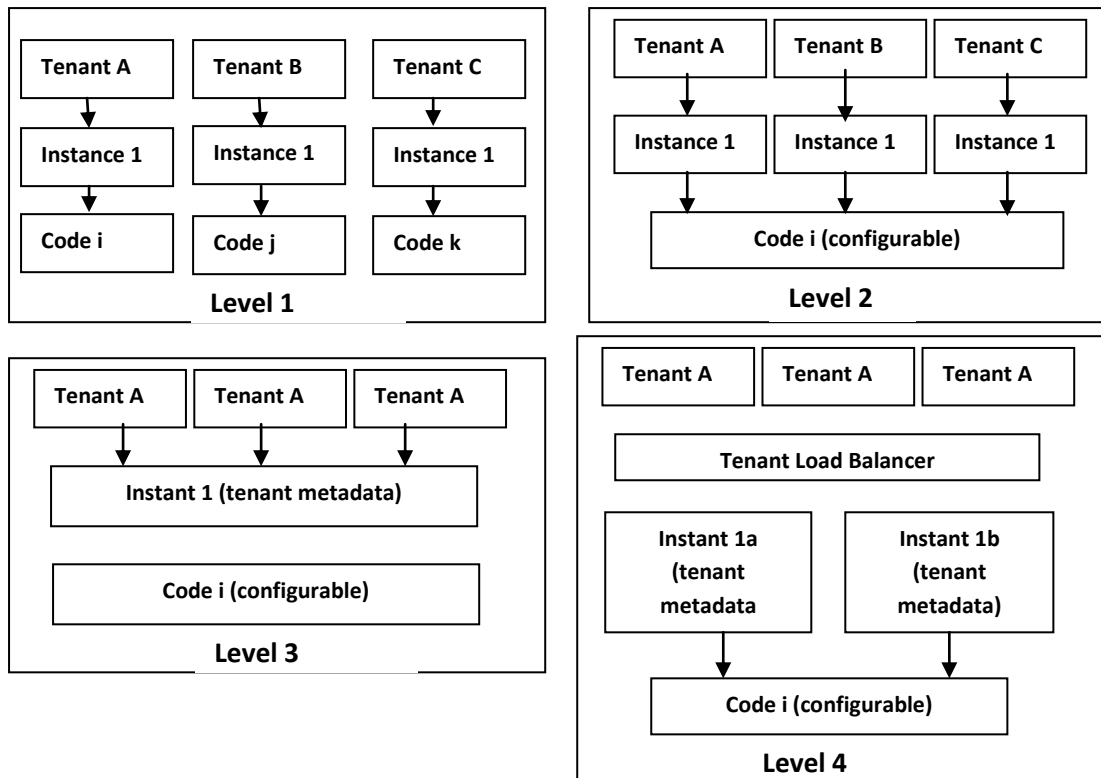 Tenant A
Tenant B
Tenant C
Instance 1
Instance 1
Instance 1
Code i
Code j
Code k
Level 1
Tenant A
Tenant B
Tenant C
Instance 1
Instance 1
Instance 1
Code i (configurable)
Level 2
Tenant A
Tenant A
Tenant A
Instant 1 (tenant metadata)
Code i (configurable)
Level 3
Tenant A
Tenant A
Tenant A
Tenant Load Balancer
Instant 1a
(tenant
metadata
Instant 1b
(tenant
metadata)
Code i (configurable)
Level 4